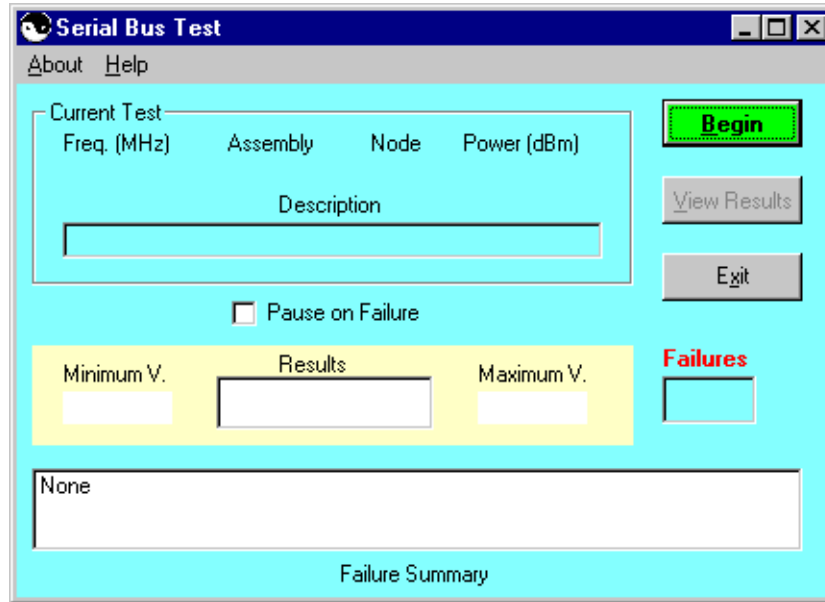 Serial Bus Test
About Help
Current Test
Freq. (MHz) Assembly Node Power (dBm)
Description
Begin
View Results
Exit
Pause on Failure
Minimum V. Results Maximum V.
Failures
None
Failure Summary